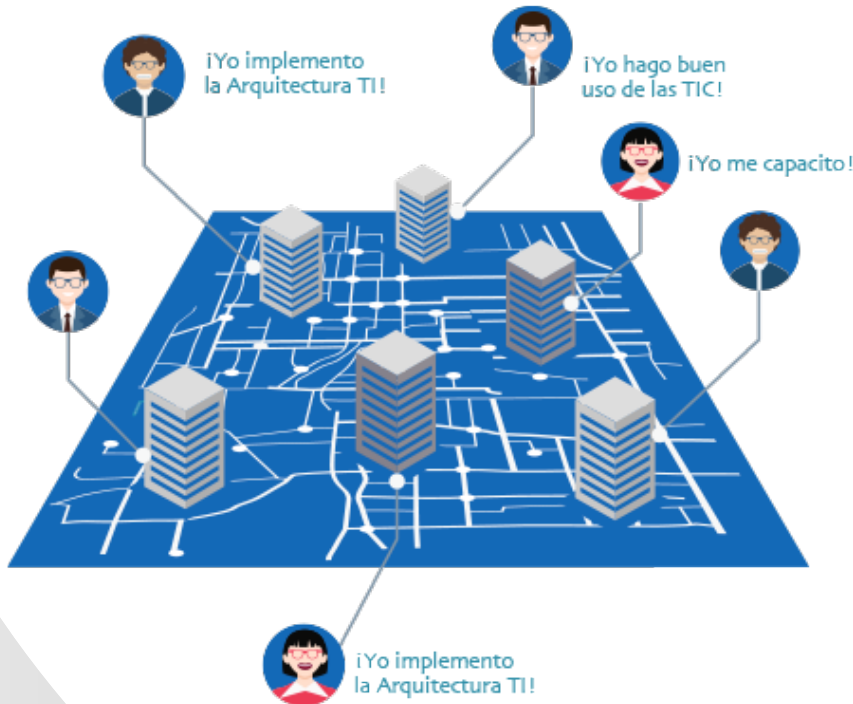 ¡Yo implemento
la Arquitectura TI!
¡Yo hago buen
uso de las TIC!
¡Yo me capacito!
¡Yo implemento
la Arquitectura TI!